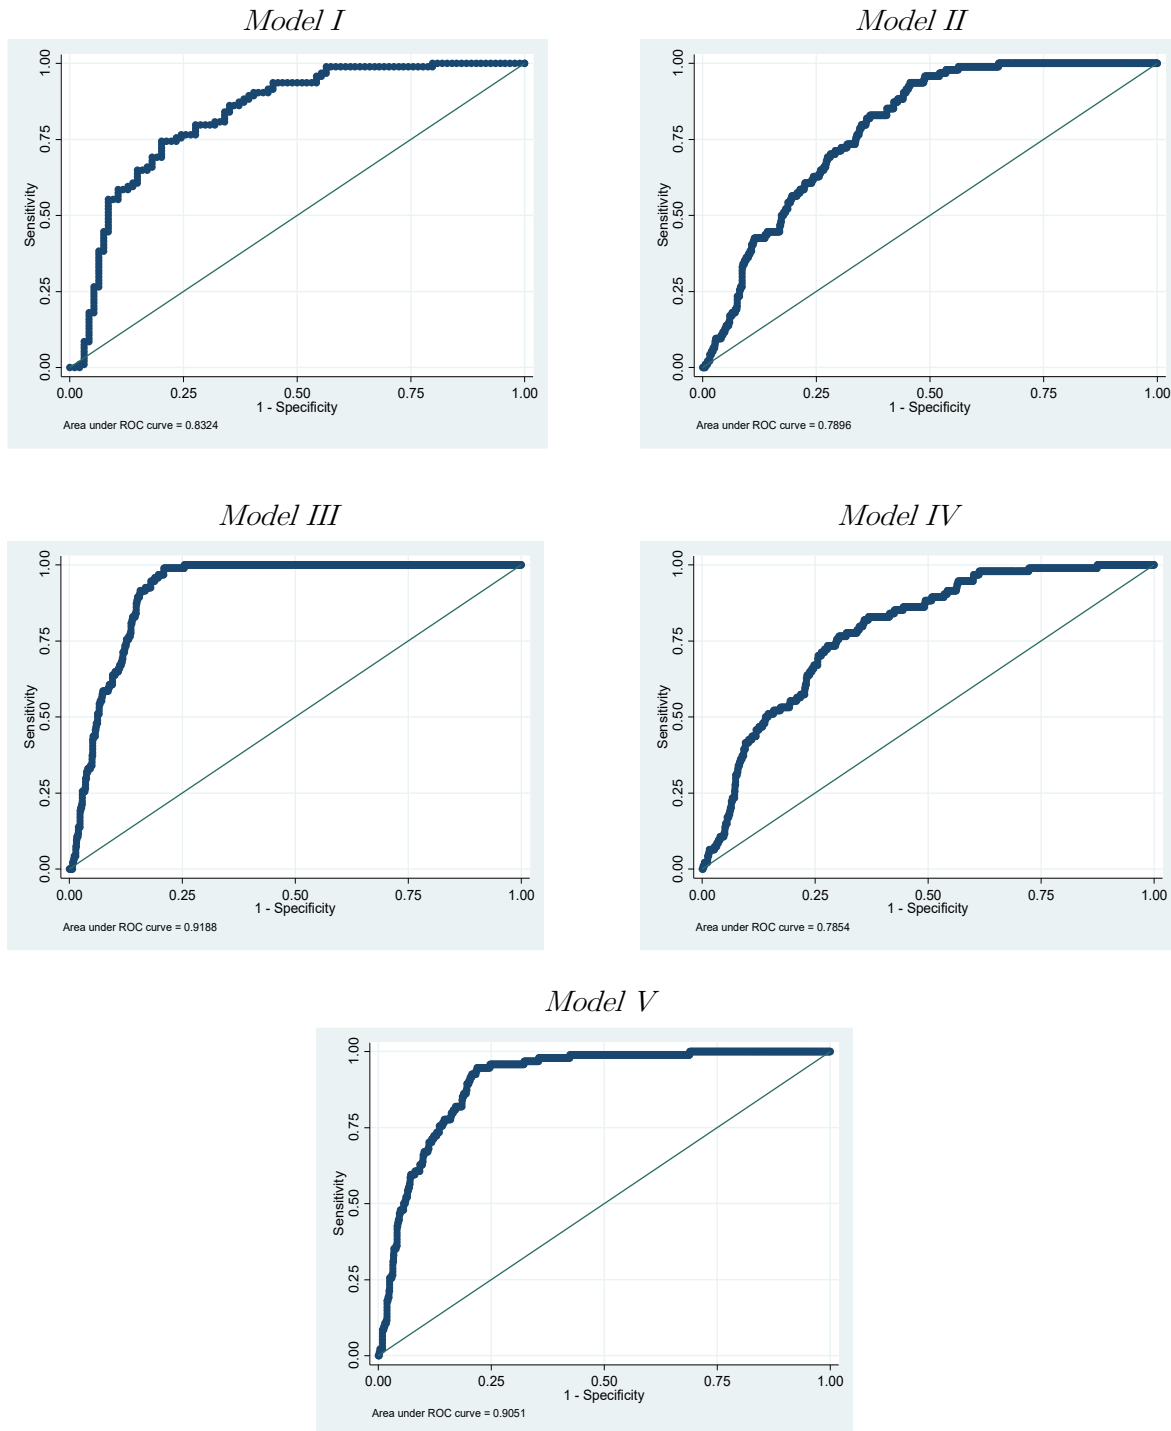 Model I
1.00
0.75
0.50
0.25
0.00
Sensitivity
0.00 0.25 0.50 0.75 1.00
1 - Specificity
Area under ROC curve = 0.8324
Model II
1.00
0.75
0.50
0.25
0.00
Sensitivity
0.00 0.25 0.50 0.75 1.00
1 - Specificity
Area under ROC curve = 0.7896
Model III
1.00
0.75
0.50
0.25
0.00
Sensitivity
0.00 0.25 0.50 0.75 1.00
1 - Specificity
Area under ROC curve = 0.9188
Model IV
1.00
0.75
0.50
0.25
0.00
Sensitivity
0.00 0.25 0.50 0.75 1.00
1 - Specificity
Area under ROC curve = 0.7854
Model V
1.00
0.75
0.50
0.25
0.00
Sensitivity
0.00 0.25 0.50 0.75 1.00
1 - Specificity
Area under ROC curve = 0.9051